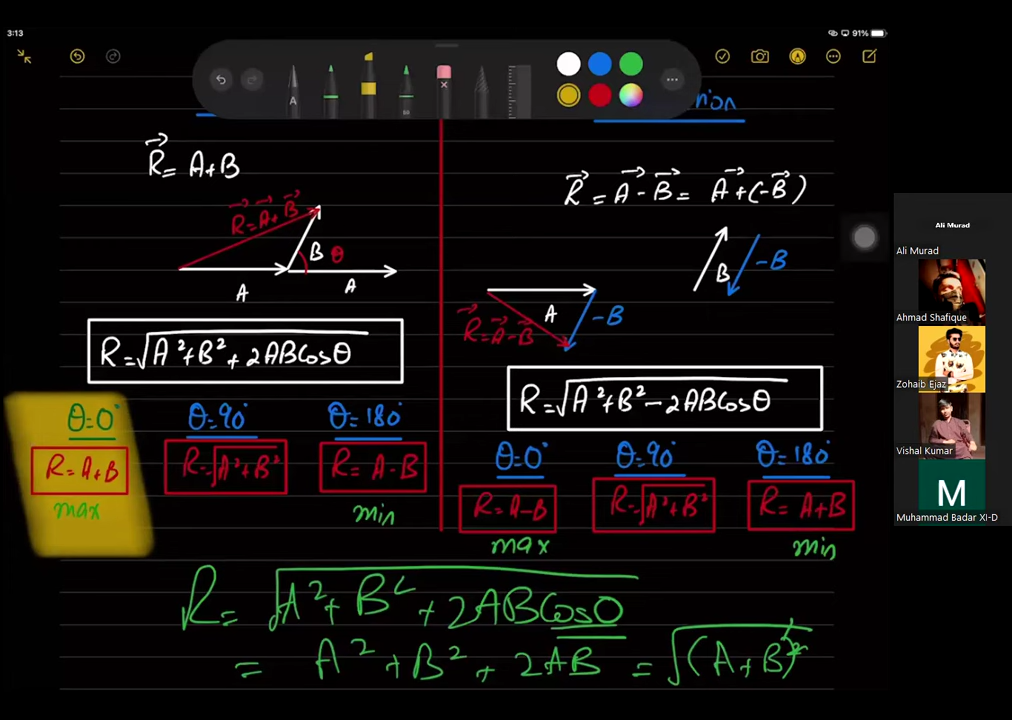 3:13
91%
A
80
R = A+B
R = A+B
B θ
A
A
R = √A²+B²+2ABCosθ
θ=0°
θ=90°
θ=180°
R = A+B
R=√A²+B²
R = A-B
max
min
R = A-B = A+(-B)
B
-B
A
-B
R = A-B
R = √A²+B²-2ABCosθ
θ=0°
θ=90°
θ=180°
R = A-B
R=√A²+B²
R = A+B
max
min
R = √A²+B²+2ABCos0
= A²+B²+2AB = √(A+B)²
Ali Murad
Ali Murad
Ahmad Shafique
Zohaib Ejaz
Vishal Kumar
M
Muhammad Badar XI-D